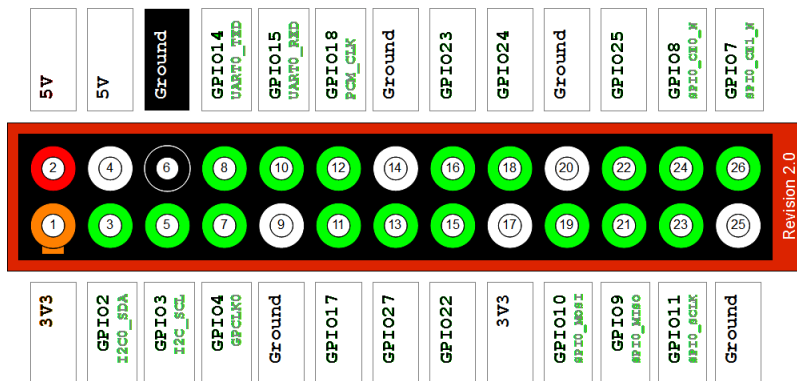 5V
5V
Ground
GPIO14
UART0_TXD
GPIO15
UART0_RXD
GPIO18
PCM_CLK
Ground
GPIO23
GPIO24
Ground
GPIO25
GPIO8
SPI0_CE0_N
GPIO7
SPI0_CE1_N
2 4 6 8 10 12 14 16 18 20 22 24 26
1 3 5 7 9 11 13 15 17 19 21 23 25
Revision 2.0
3V3
GPIO2
I2C0_SDA
GPIO3
I2C_SCL
GPIO4
GPCLK0
Ground
GPIO17
GPIO27
GPIO22
3V3
GPIO10
SPI0_MOSI
GPIO9
SPI0_MISO
GPIO11
SPI0_SCLK
Ground